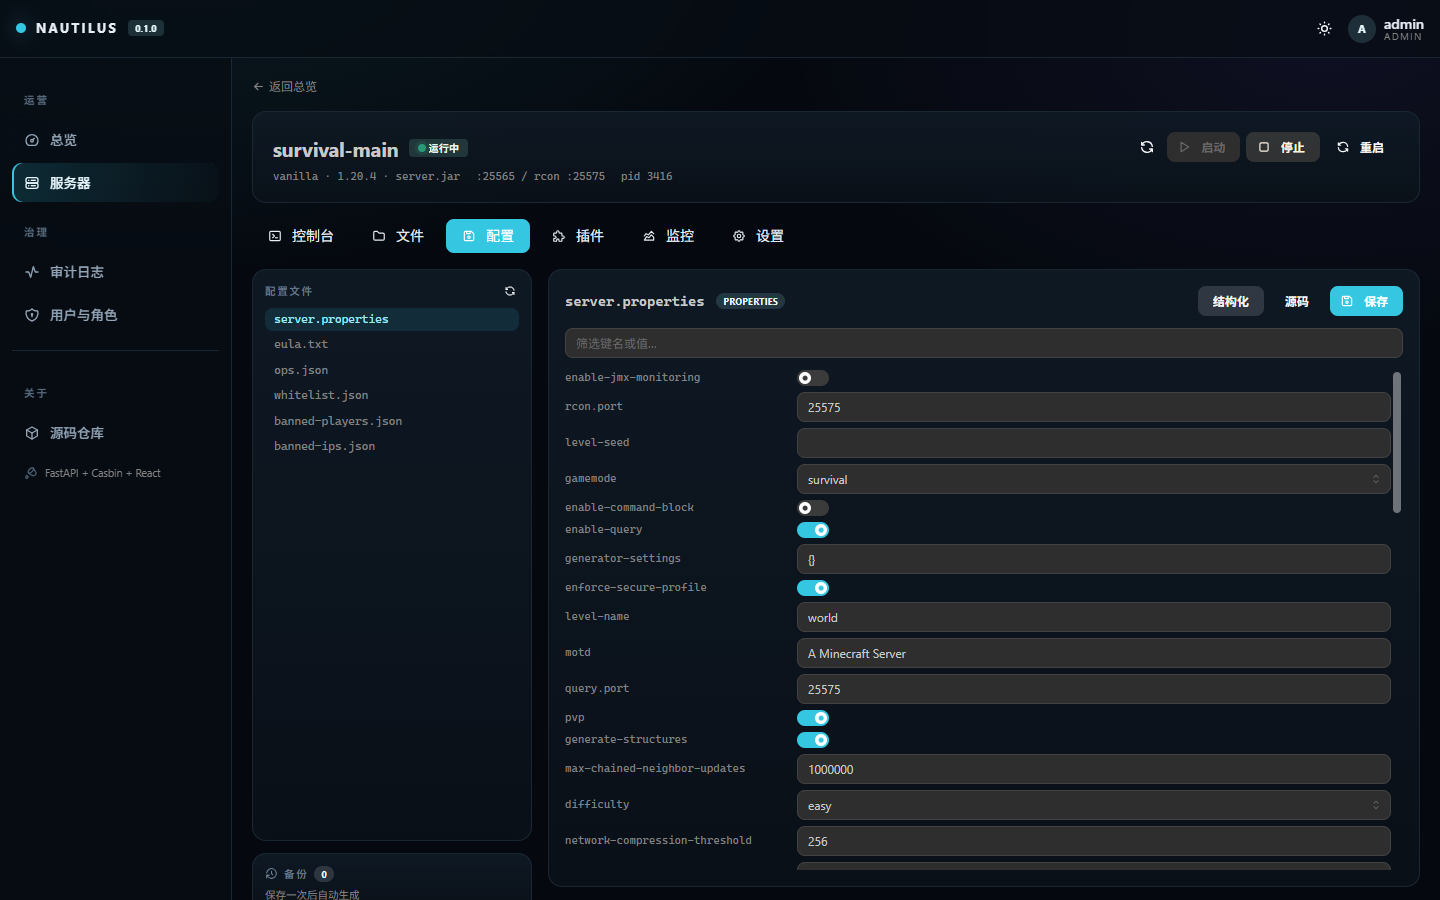 NAUTILUS 0.1.0
A admin
ADMIN
运营
总览
服务器
治理
审计日志
用户与角色
关于
源码仓库
FastAPI + Casbin + React
← 返回总览
survival-main 运行中
vanilla · 1.20.4 · server.jar :25565 / rcon :25575 pid 3416
启动 停止 重启
控制台 文件 配置 插件 监控 设置
配置文件
server.properties
eula.txt
ops.json
whitelist.json
banned-players.json
banned-ips.json
备份 0
保存一次后自动生成
server.properties PROPERTIES 结构化 源码 保存
筛选键名或值...
enable-jmx-monitoring
rcon.port 25575
level-seed
gamemode survival
enable-command-block
enable-query
generator-settings {}
enforce-secure-profile
level-name world
motd A Minecraft Server
query.port 25575
pvp
generate-structures
max-chained-neighbor-updates 1000000
difficulty easy
network-compression-threshold 256